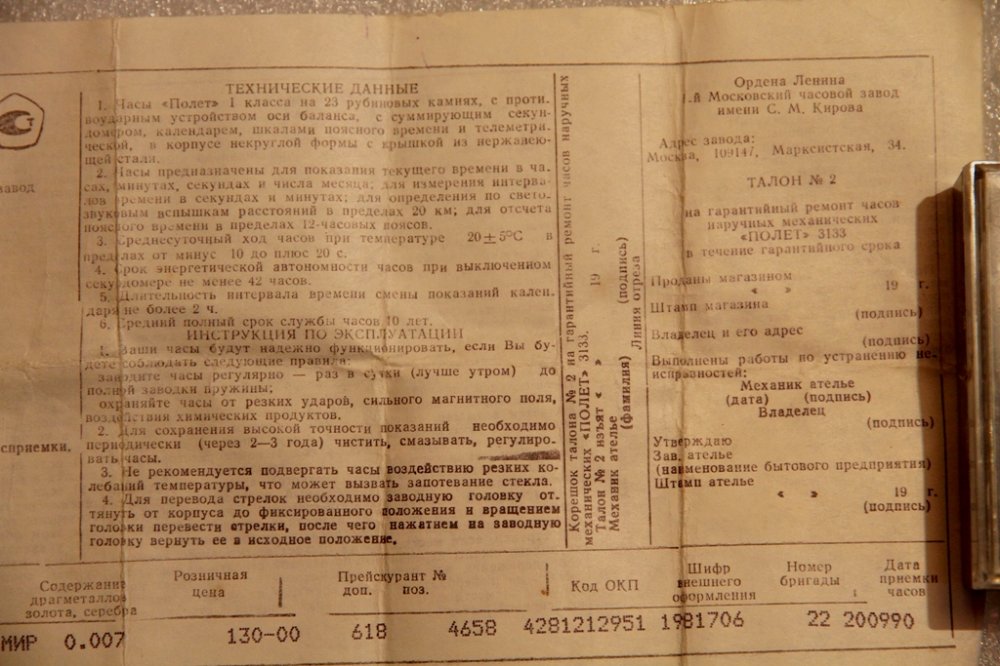 ТЕХНИЧЕСКИЕ ДАННЫЕ
1. Часы «Полет» I класса на 23 рубиновых камнях, с проти.
воударным устройством оси баланса, с суммирующим секун-
домером, календарем, шкалами поясного времени и телеметри.
ческой, в корпусе некруглой формы с крышкой из нержавею-
щей стали.
2. Часы предназначены для показания текущего времени в ча.
сах, минутах, секундах и числа месяца; для измерения интерва-
лов времени в секундах и минутах; для определения по свето-
звуковым вспышкам расстояний в пределах 20 км; для отсчета
поясного времени в пределах 12-часовых поясов.
3. Среднесуточный ход часов при температуре 20±5°С в
пределах от минус 10 до плюс 20 с.
4. Срок энергетической автономности часов при выключенном
секундомере не менее 42 часов.
5. Длительность интервала времени смены показаний кален-
даря не более 2 ч.
6. Средний полный срок службы часов 10 лет.
ИНСТРУКЦИЯ ПО ЭКСПЛУАТАЦИИ
1. Ваши часы будут надежно функционировать, если Вы бу-
дете соблюдать следующие правила:
заводите часы регулярно — раз в сутки (лучше утром) до
полной заводки пружины;
охраняйте часы от резких ударов, сильного магнитного поля,
воздействия химических продуктов.
2. Для сохранения высокой точности показаний необходимо
периодически (через 2—3 года) чистить, смазывать, регулиро-
вать часы.
3. Не рекомендуется подвергать часы воздействию резких ко-
лебаний температуры, что может вызвать запотевание стекла.
4. Для перевода стрелок необходимо заводную головку от.
тянуть от корпуса до фиксированного положения и вращением
головки перевести стрелки, после чего нажатием на заводную
головку вернуть ее в исходное положение.
завод
сприемки.
Корешок талона № 2 на гарантийный ремонт часов наручных
механических «ПОЛЕТ» 3133.
Талон № 2 изъят « » 19 г.
Механик ателье
(фамилия) (подпись)
Линия отреза
Ордена Ленина
1-й Московский часовой завод
имени С. М. Кирова
Адрес завода:
Москва, 109147, Марксистская, 34.
ТАЛОН № 2
на гарантийный ремонт часов
наручных механических
«ПОЛЕТ» 3133
в течение гарантийного срока
Проданы магазином
« » 19 г.
Штамп магазина
(подпись)
Владелец и его адрес
(подпись)
Выполнены работы по устранению не-
исправностей:
Механик ателье
(дата) (подпись)
Владелец
(подпись)
Утверждаю
Зав. ателье
(наименование бытового предприятия)
Штамп ателье
« » 19 г.
(подпись)
Содержание
драгметаллов
золота, серебра
Розничная
цена
Прейскурант №
доп. поз.
Код ОКП
Шифр
внешнего
оформления
Номер
бригады
Дата
приемки
часов
МИР 0.007 130-00 618 4658 4281212951 1981706 22 200990